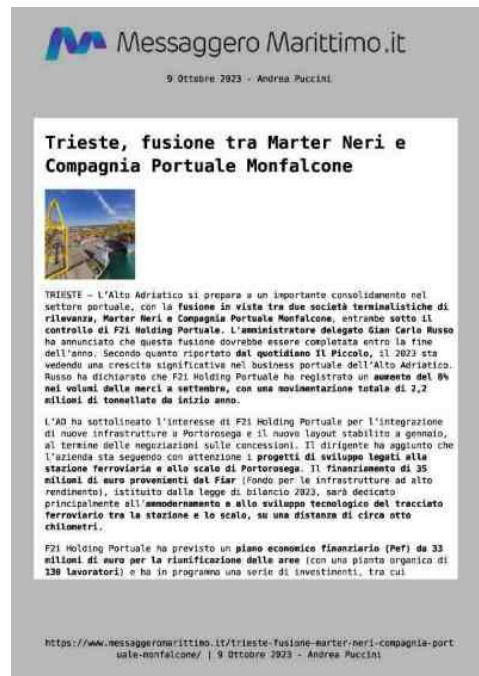 Messaggero Marittimo.it
9 Ottobre 2023 - Andrea Puccini
Trieste, fusione tra Marter Neri e
Compagnia Portuale Monfalcone
TRIESTE – L'Alto Adriatico si prepara a un importante consolidamento nel
settore portuale, con la fusione in vista tra due società terminalistiche di
rilevanza, Marter Neri e Compagnia Portuale Monfalcone, entrambe sotto il
controllo di F2i Holding Portuale. L'amministratore delegato Gian Carlo Russo
ha annunciato che questa fusione dovrebbe essere completata entro la fine
dell'anno. Secondo quanto riportato dal quotidiano Il Piccolo, il 2023 sta
vedendo una crescita significativa nel business portuale dell'Alto Adriatico.
Russo ha dichiarato che F2i Holding Portuale ha registrato un aumento del 8%
nei volumi delle merci a settembre, con una movimentazione totale di 2,2
milioni di tonnellate da inizio anno.
L'AD ha sottolineato l'interesse di F2i Holding Portuale per l'integrazione
di nuove infrastrutture a Portorosega e il nuovo layout stabilito a gennaio,
al termine delle negoziazioni sulle concessioni. Il dirigente ha aggiunto che
l'azienda sta seguendo con attenzione i progetti di sviluppo legati alla
stazione ferroviaria e allo scalo di Portorosega. Il finanziamento di 35
milioni di euro provenienti dal Fiar (Fondo per le infrastrutture ad alto
rendimento), istituito dalla legge di bilancio 2023, sarà dedicato
principalmente all'ammodernamento e allo sviluppo tecnologico del tracciato
ferroviario tra la stazione e lo scalo, su una distanza di circa otto
chilometri.
F2i Holding Portuale ha previsto un piano economico finanziario (Pef) da 33
milioni di euro per la riunificazione delle aree (con una pianta organica di
130 lavoratori) e ha in programma una serie di investimenti, tra cui
https://www.messaggeromarittimo.it/trieste-fusione-marter-neri-compagnia-port
uale-monfalcone/ | 9 Ottobre 2023 - Andrea Puccini